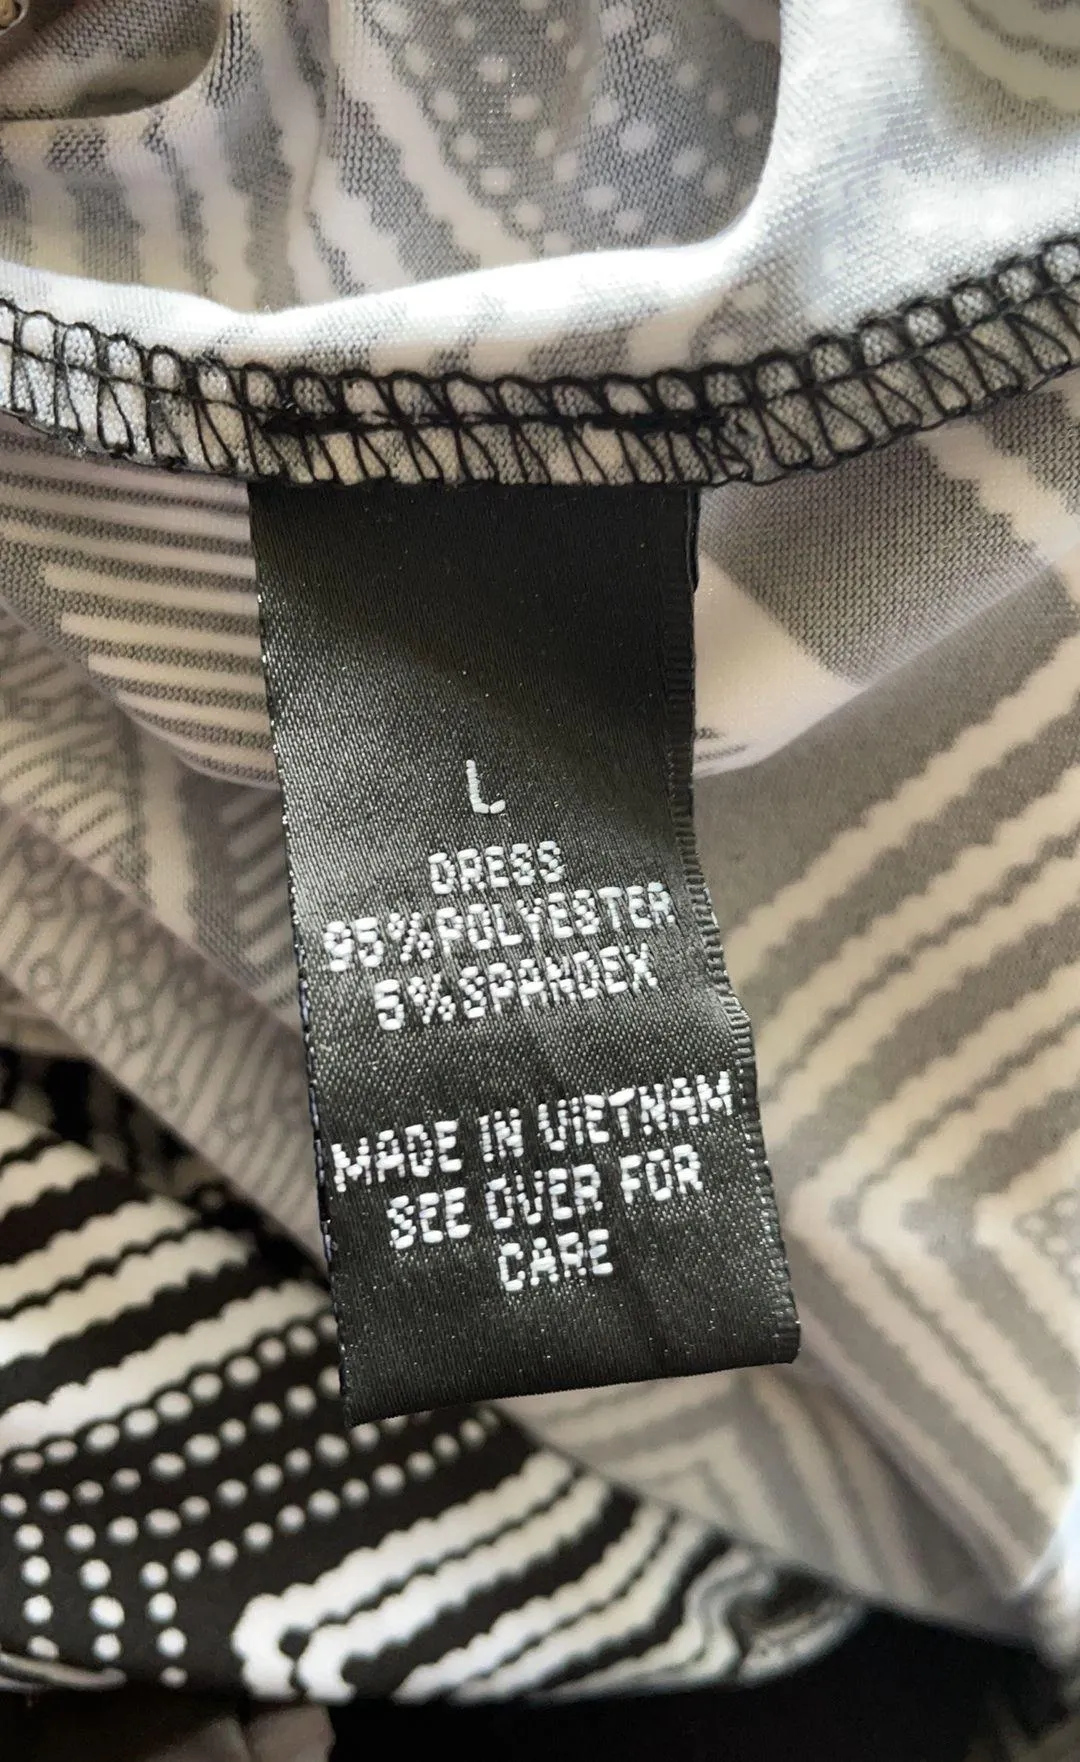 L
DRESS
95%POLYESTER
5%SPANDEX
MADE IN VIETNAM
SEE OVER FOR
CARE